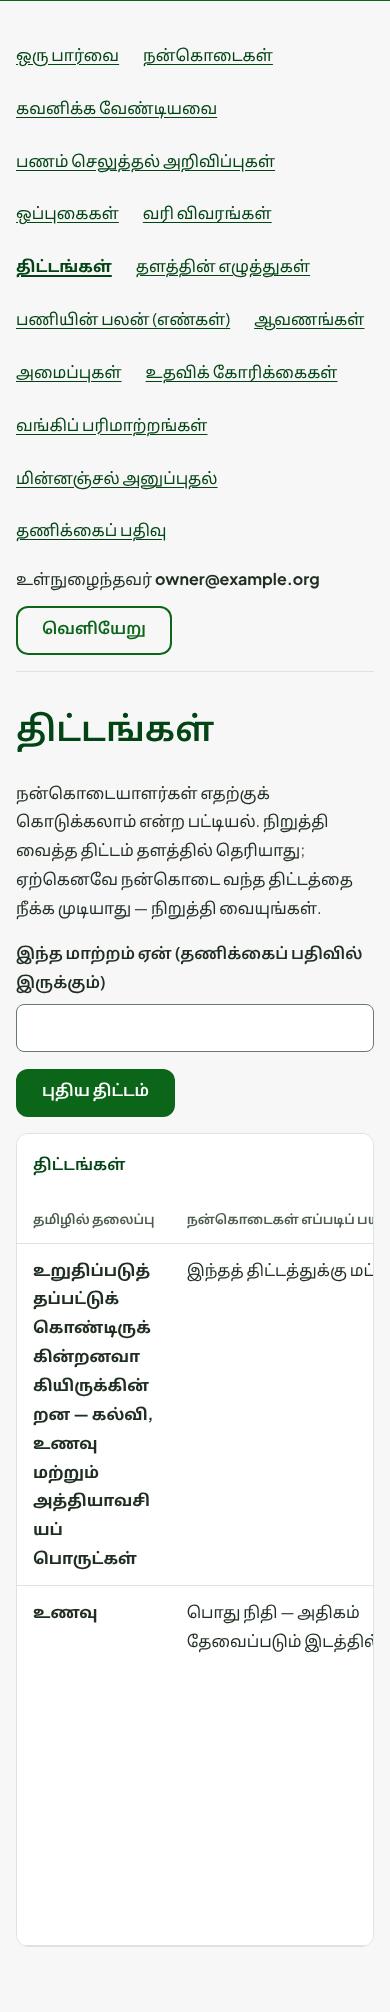 ஒரு பார்வை நன்கொடைகள்
கவனிக்க வேண்டியவை
பணம் செலுத்தல் அறிவிப்புகள்
ஒப்புகைகள் வரி விவரங்கள்
திட்டங்கள் தளத்தின் எழுத்துகள்
பணியின் பலன் (எண்கள்) ஆவணங்கள்
அமைப்புகள் உதவிக் கோரிக்கைகள்
வங்கிப் பரிமாற்றங்கள்
மின்னஞ்சல் அனுப்புதல்
தணிக்கைப் பதிவு
உள்நுழைந்தவர் owner@example.org
வெளியேறு
திட்டங்கள்
நன்கொடையாளர்கள் எதற்குக்
கொடுக்கலாம் என்ற பட்டியல். நிறுத்தி
வைத்த திட்டம் தளத்தில் தெரியாது;
ஏற்கெனவே நன்கொடை வந்த திட்டத்தை
நீக்க முடியாது — நிறுத்தி வையுங்கள்.
இந்த மாற்றம் ஏன் (தணிக்கைப் பதிவில்
இருக்கும்)
புதிய திட்டம்
திட்டங்கள்
தமிழில் தலைப்பு நன்கொடைகள் எப்படிப்
உறுதிப்படுத் இந்தத் திட்டத்துக்கு
தப்பட்டுக்
கொண்டிருக்
கின்றனவா
கியிருக்கின்
றன — கல்வி,
உணவு
மற்றும்
அத்தியாவசி
யப்
பொருட்கள்
உணவு பொது நிதி — அதிகம்
தேவைப்படும் இடத்தில்